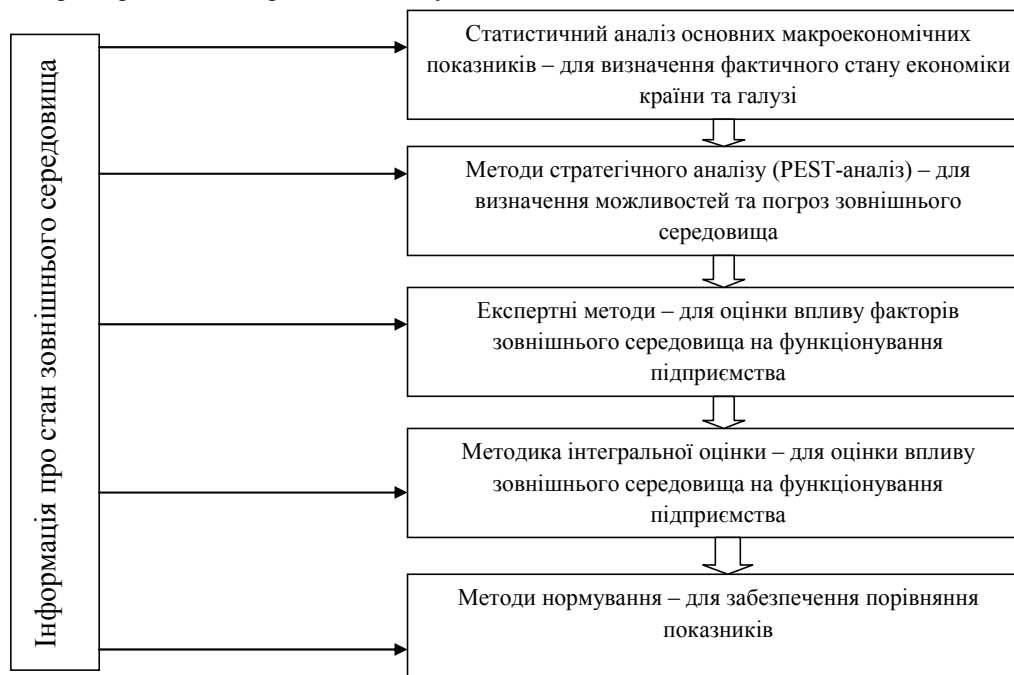 Інформація про стан зовнішнього середовища
Статистичний аналіз основних макроекономічних
показників – для визначення фактичного стану економіки
країни та галузі
Методи стратегічного аналізу (PEST-аналіз) – для
визначення можливостей та погроз зовнішнього
середовища
Експертні методи – для оцінки впливу факторів
зовнішнього середовища на функціонування
підприємства
Методика інтегральної оцінки – для оцінки впливу
зовнішнього середовища на функціонування
підприємства
Методи нормування – для забезпечення порівняння
показників